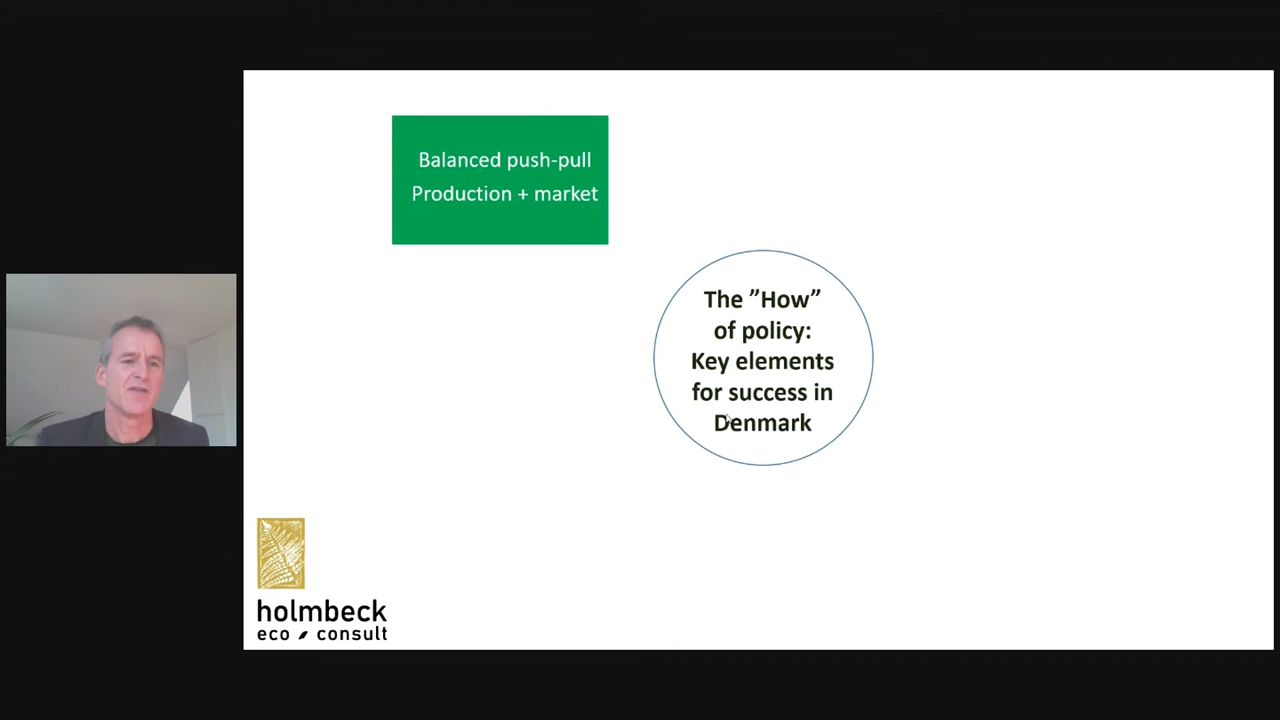 Balanced push-pull
Production + market
The ”How”
of policy:
Key elements
for success in
Denmark
holmbeck
eco consult